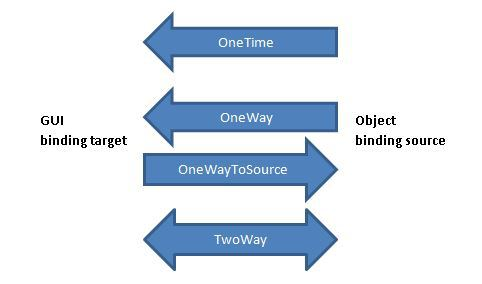 OneTime
OneWay
GUI
binding target
Object
binding source
OneWayToSource
TwoWay